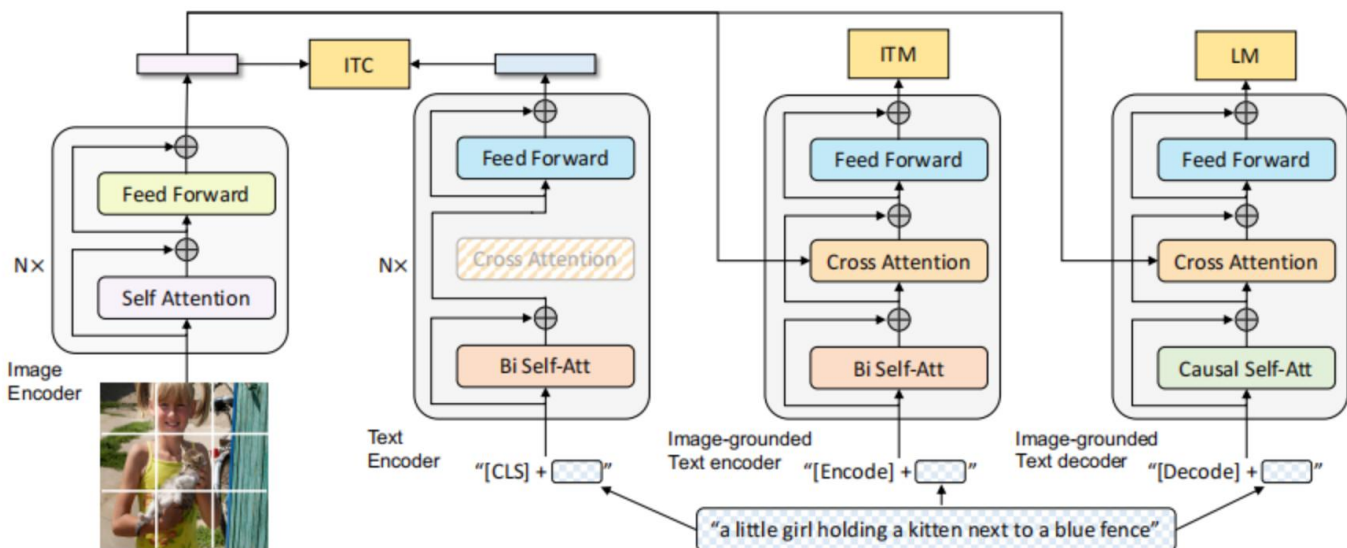 ITC
ITM
LM
Feed Forward
Self Attention
N×
Image
Encoder
Feed Forward
Cross Attention
Bi Self-Att
N×
Text
Encoder
"[CLS] + "
Feed Forward
Cross Attention
Bi Self-Att
Image-grounded
Text encoder
"[Encode] + "
Feed Forward
Cross Attention
Causal Self-Att
Image-grounded
Text decoder
"[Decode] + "
"a little girl holding a kitten next to a blue fence"